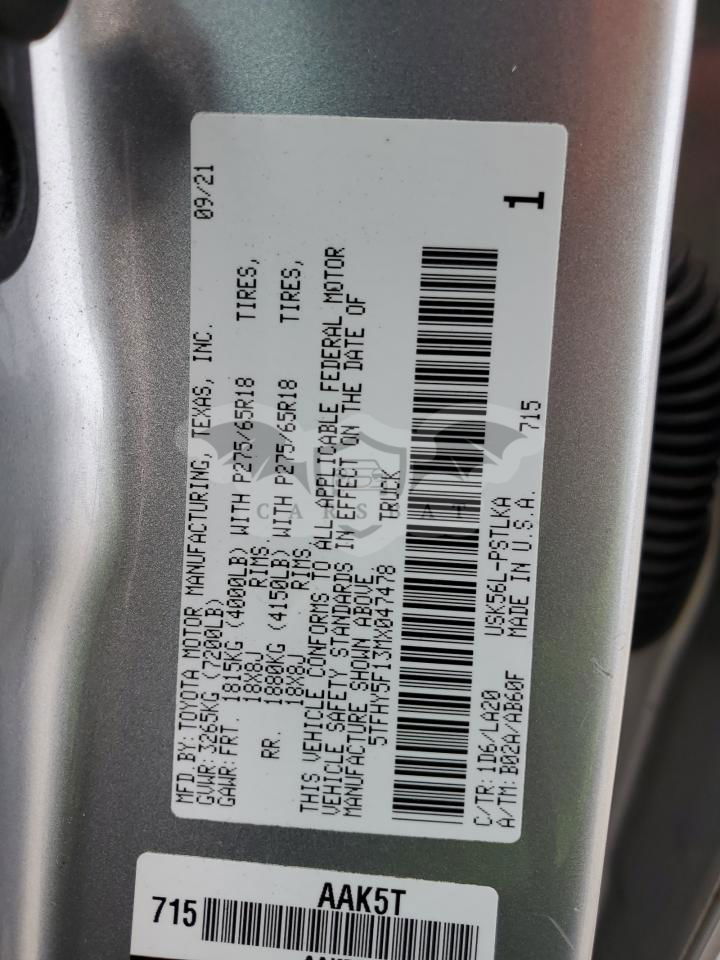 MFD BY: TOYOTA MOTOR MANUFACTURING, TEXAS, INC. 09/21
GVWR: 3265KG (7200LB)
GAWR: FRT. 1815KG (4000LB) WITH P275/65R18 TIRES,
18X8J RIMS,
RR. 1880KG (4150LB) WITH P275/65R18 TIRES,
18X8J RIMS,
THIS VEHICLE CONFORMS TO ALL APPLICABLE FEDERAL MOTOR
VEHICLE SAFETY STANDARDS IN EFFECT ON THE DATE OF
MANUFACTURE SHOWN ABOVE.
5TFHY5F13MX047478 TRUCK
C/TR: 1D6/LA20 USK56L-PSTLKA 715
A/TM: B02A/AB60F MADE IN U.S.A. 1
CARSBAT
AAK5T
715